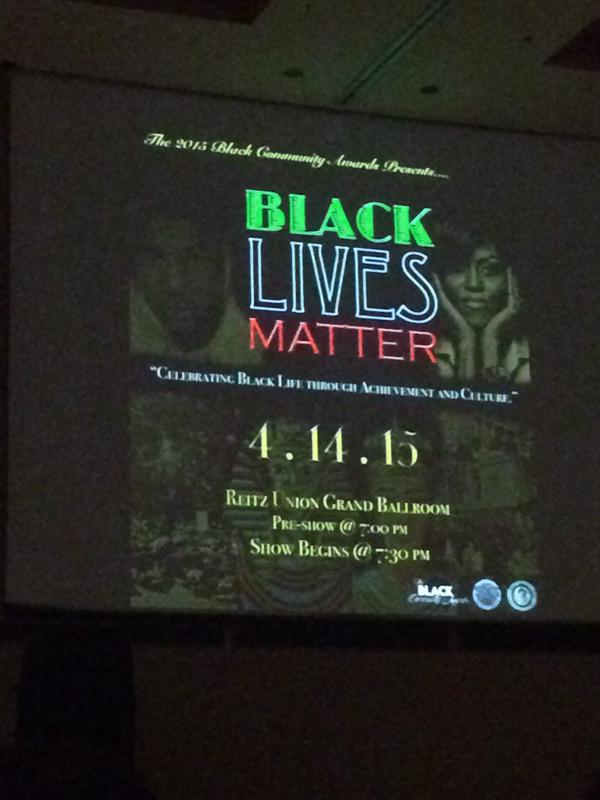 The 2015 Black Community Awards Presents....
BLACK
LIVES
MATTER
"Celebrating Black Life through Achievement and Culture."
4.14.15
Reitz Union Grand Ballroom
Pre-show @ 7:00 pm
Show Begins @ 7:30 pm
BLACK